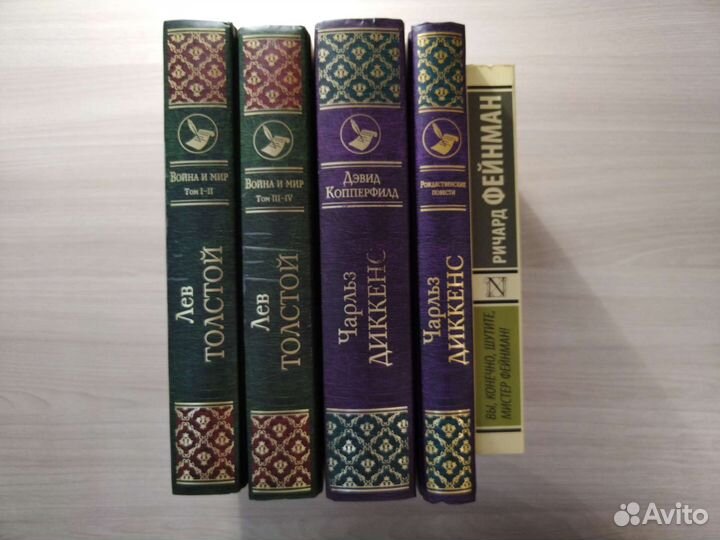 Война и мир
Том I–II
Лев
ТОЛСТОЙ
Война и мир
Том III–IV
Лев
ТОЛСТОЙ
Дэвид
Копперфилд
Чарльз
ДИККЕНС
Рождественские
повести
Чарльз
ДИККЕНС
РИЧАРД ФЕЙНМАН
ВЫ, КОНЕЧНО, ШУТИТЕ,
МИСТЕР ФЕЙНМАН!
Avito